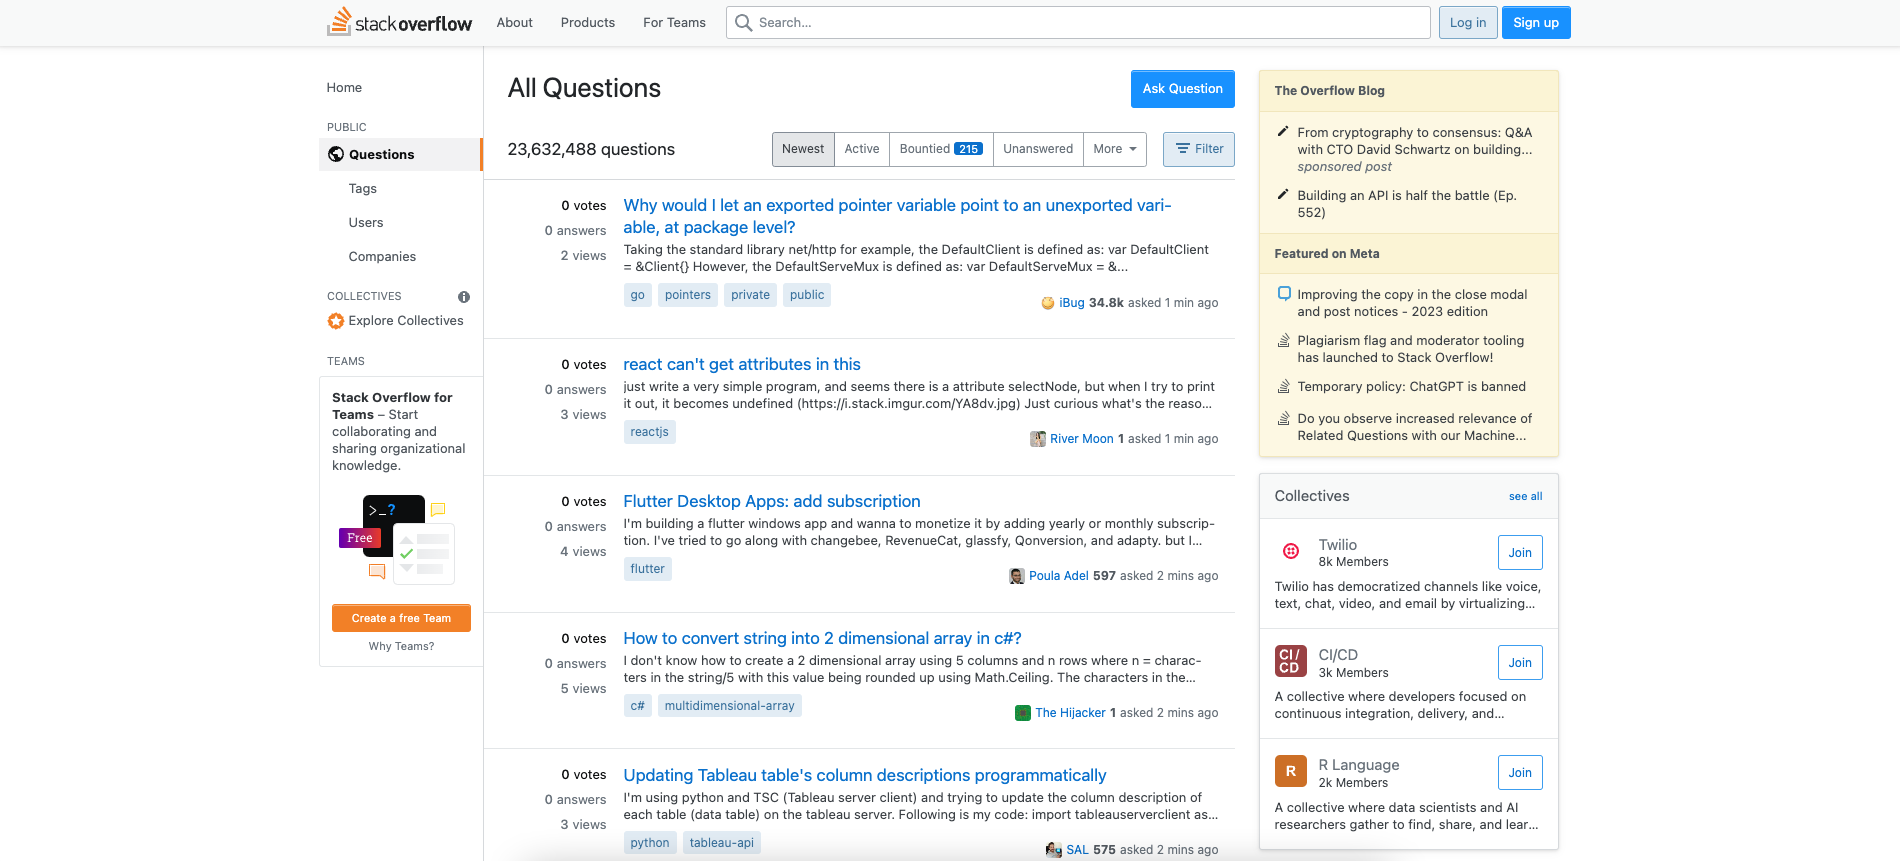 stack overflow
About
Products
For Teams
Search...
Log in
Sign up
Home
PUBLIC
Questions
Tags
Users
Companies
COLLECTIVES
Explore Collectives
TEAMS
Stack Overflow for
Teams – Start
collaborating and
sharing organizational
knowledge.
>_?
Free
Create a free Team
Why Teams?
All Questions
Ask Question
23,632,488 questions
Newest
Active
Bountied 215
Unanswered
More
Filter
0 votes
0 answers
2 views
Why would I let an exported pointer variable point to an unexported vari-
able, at package level?
Taking the standard library net/http for example, the DefaultClient is defined as: var DefaultClient
= &Client{} However, the DefaultServeMux is defined as: var DefaultServeMux = &...
go pointers private public
iBug 34.8k asked 1 min ago
0 votes
0 answers
3 views
react can't get attributes in this
just write a very simple program, and seems there is a attribute selectNode, but when I try to print
it out, it becomes undefined (https://i.stack.imgur.com/YA8dv.jpg) Just curious what's the reaso...
reactjs
River Moon 1 asked 1 min ago
0 votes
0 answers
4 views
Flutter Desktop Apps: add subscription
I'm building a flutter windows app and wanna to monetize it by adding yearly or monthly subscrip-
tion. I've tried to go along with changebee, RevenueCat, glassfy, Qonversion, and adapty. but I...
flutter
Poula Adel 597 asked 2 mins ago
0 votes
0 answers
5 views
How to convert string into 2 dimensional array in c#?
I don't know how to create a 2 dimensional array using 5 columns and n rows where n = charac-
ters in the string/5 with this value being rounded up using Math.Ceiling. The characters in the...
c# multidimensional-array
The Hijacker 1 asked 2 mins ago
0 votes
0 answers
3 views
Updating Tableau table's column descriptions programmatically
I'm using python and TSC (Tableau server client) and trying to update the column description of
each table (data table) on the tableau server. Following is my code: import tableauserverclient as...
python tableau-api
SAL 575 asked 2 mins ago
The Overflow Blog
From cryptography to consensus: Q&A
with CTO David Schwartz on building...
sponsored post
Building an API is half the battle (Ep.
552)
Featured on Meta
Improving the copy in the close modal
and post notices - 2023 edition
Plagiarism flag and moderator tooling
has launched to Stack Overflow!
Temporary policy: ChatGPT is banned
Do you observe increased relevance of
Related Questions with our Machine...
Collectives
see all
Twilio
8k Members
Join
Twilio has democratized channels like voice,
text, chat, video, and email by virtualizing...
CI/
CD
CI/CD
3k Members
Join
A collective where developers focused on
continuous integration, delivery, and...
R
R Language
2k Members
Join
A collective where data scientists and AI
researchers gather to find, share, and lear...